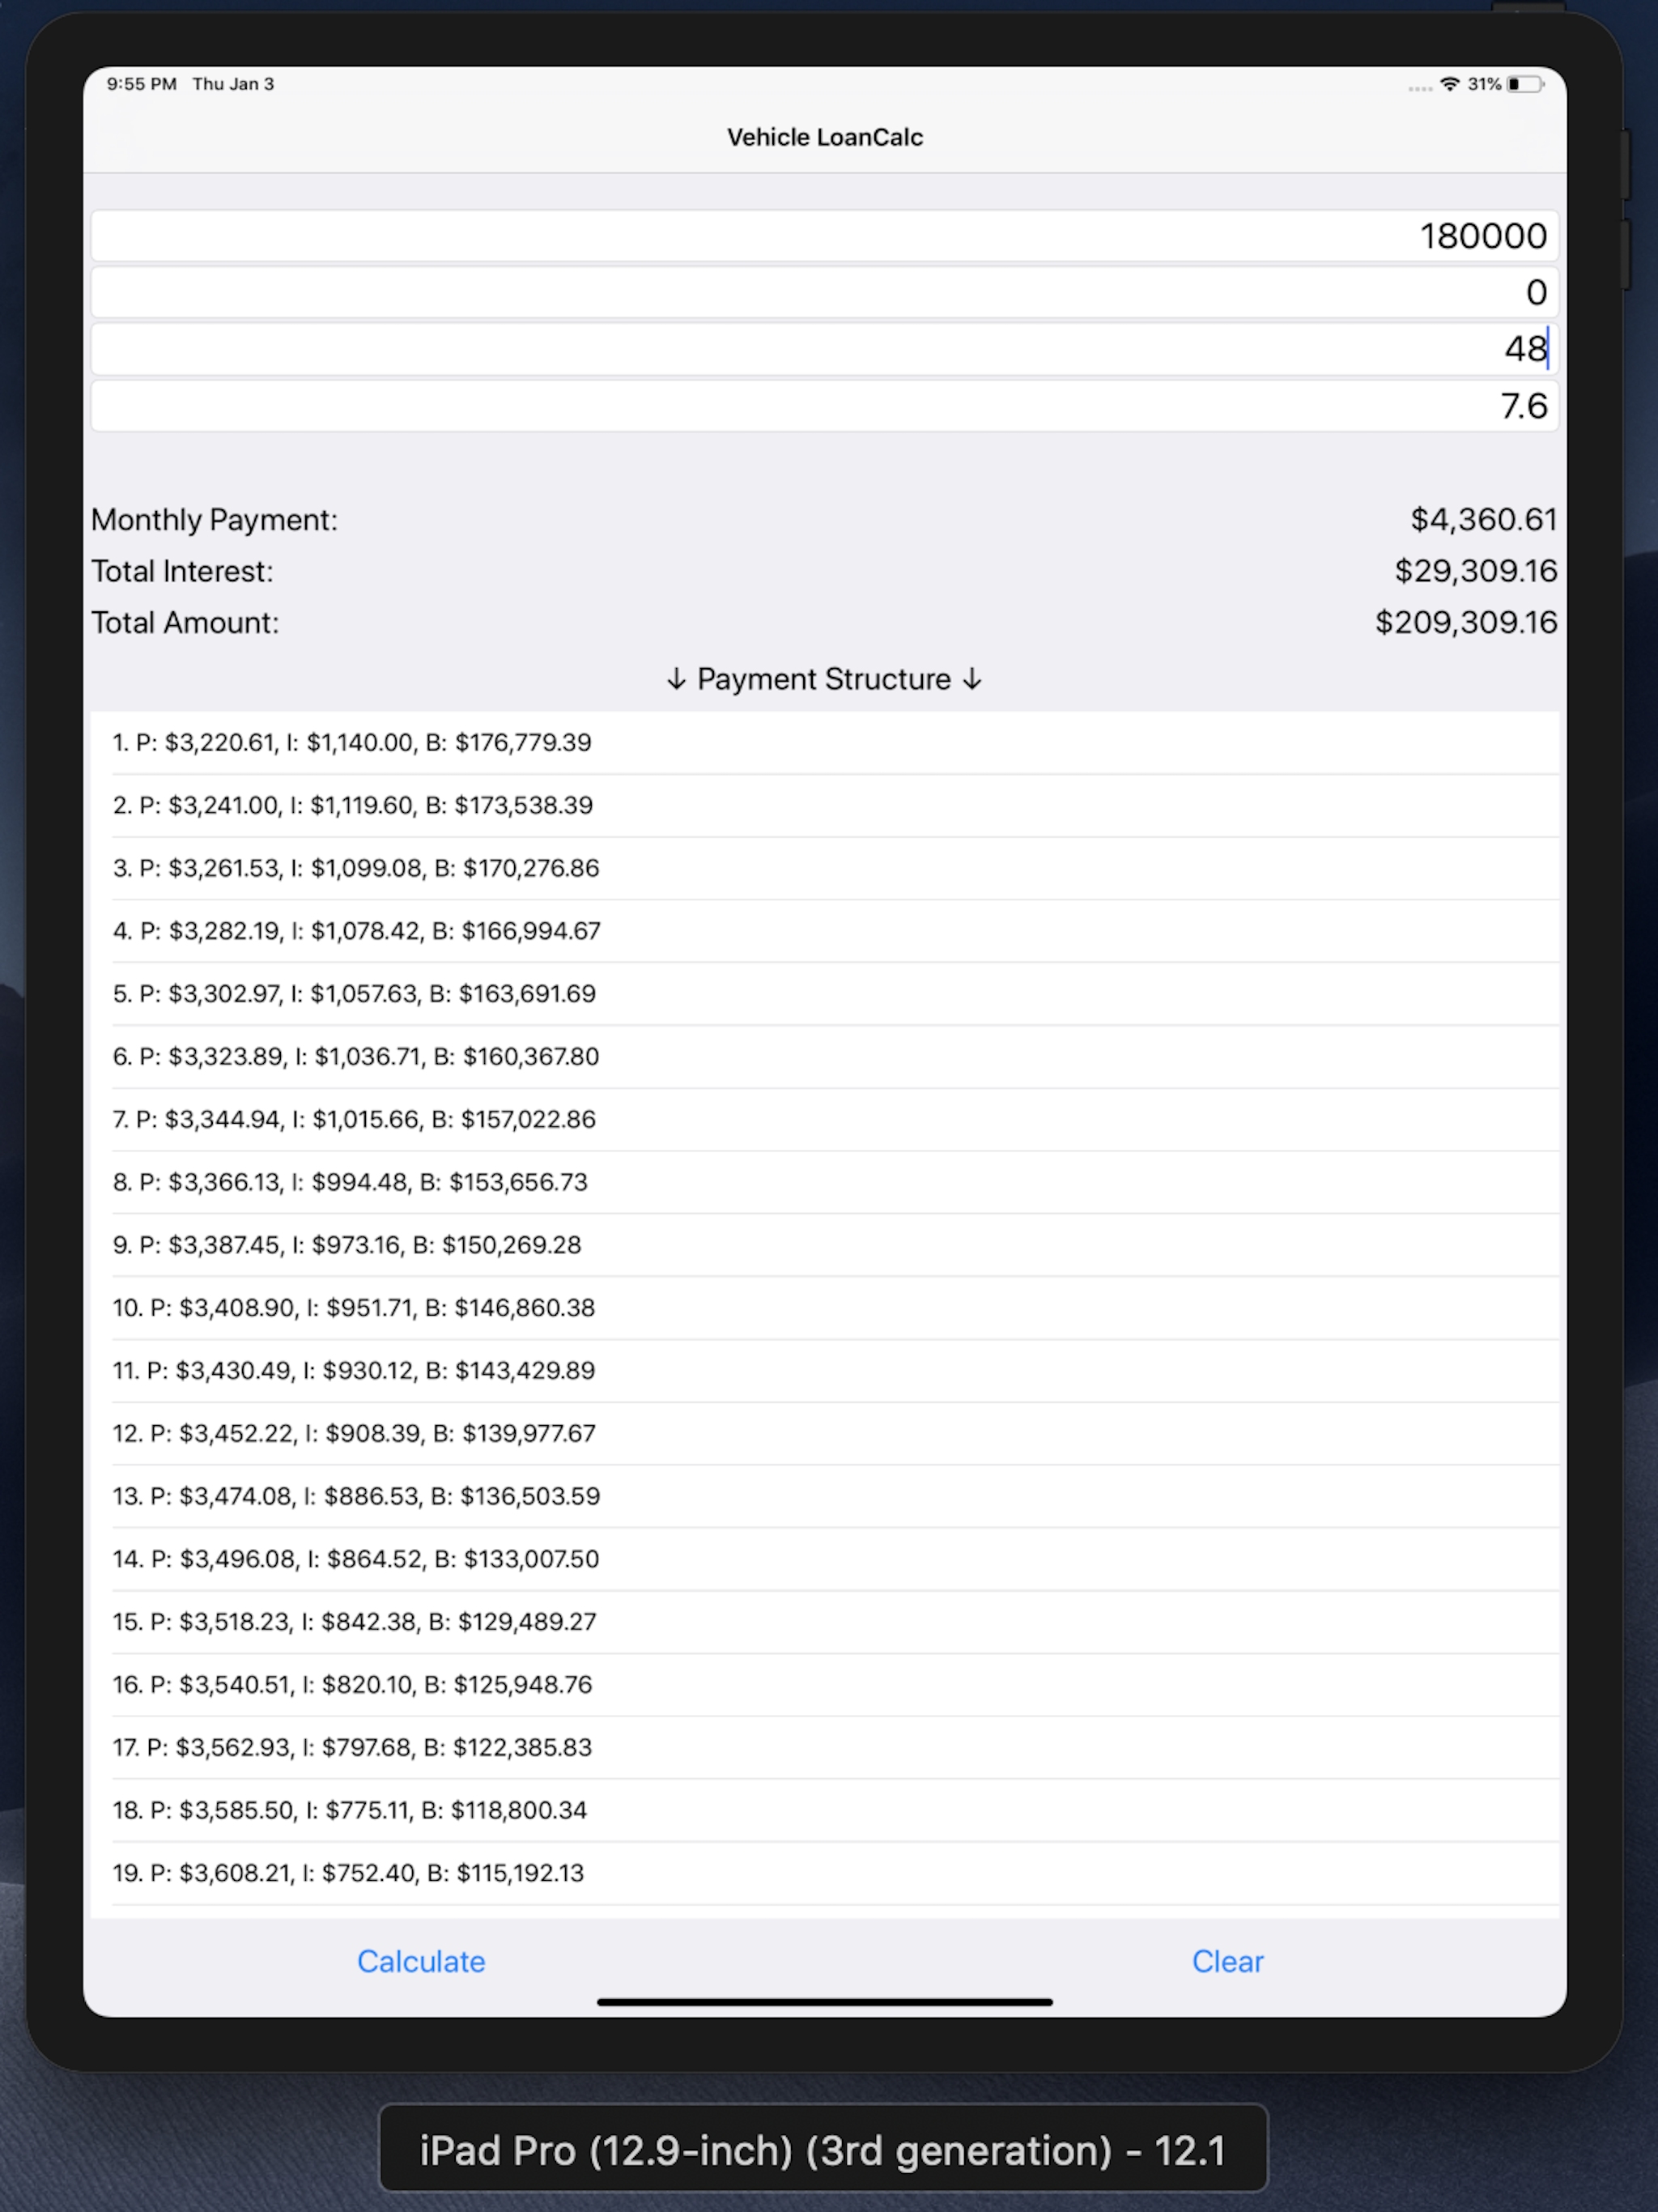 9:55 PM Thu Jan 3 31%
Vehicle LoanCalc
180000
0
48
7.6
Monthly Payment: $4,360.61
Total Interest: $29,309.16
Total Amount: $209,309.16
↓ Payment Structure ↓
1. P: $3,220.61, I: $1,140.00, B: $176,779.39
2. P: $3,241.00, I: $1,119.60, B: $173,538.39
3. P: $3,261.53, I: $1,099.08, B: $170,276.86
4. P: $3,282.19, I: $1,078.42, B: $166,994.67
5. P: $3,302.97, I: $1,057.63, B: $163,691.69
6. P: $3,323.89, I: $1,036.71, B: $160,367.80
7. P: $3,344.94, I: $1,015.66, B: $157,022.86
8. P: $3,366.13, I: $994.48, B: $153,656.73
9. P: $3,387.45, I: $973.16, B: $150,269.28
10. P: $3,408.90, I: $951.71, B: $146,860.38
11. P: $3,430.49, I: $930.12, B: $143,429.89
12. P: $3,452.22, I: $908.39, B: $139,977.67
13. P: $3,474.08, I: $886.53, B: $136,503.59
14. P: $3,496.08, I: $864.52, B: $133,007.50
15. P: $3,518.23, I: $842.38, B: $129,489.27
16. P: $3,540.51, I: $820.10, B: $125,948.76
17. P: $3,562.93, I: $797.68, B: $122,385.83
18. P: $3,585.50, I: $775.11, B: $118,800.34
19. P: $3,608.21, I: $752.40, B: $115,192.13
Calculate Clear
iPad Pro (12.9-inch) (3rd generation) - 12.1